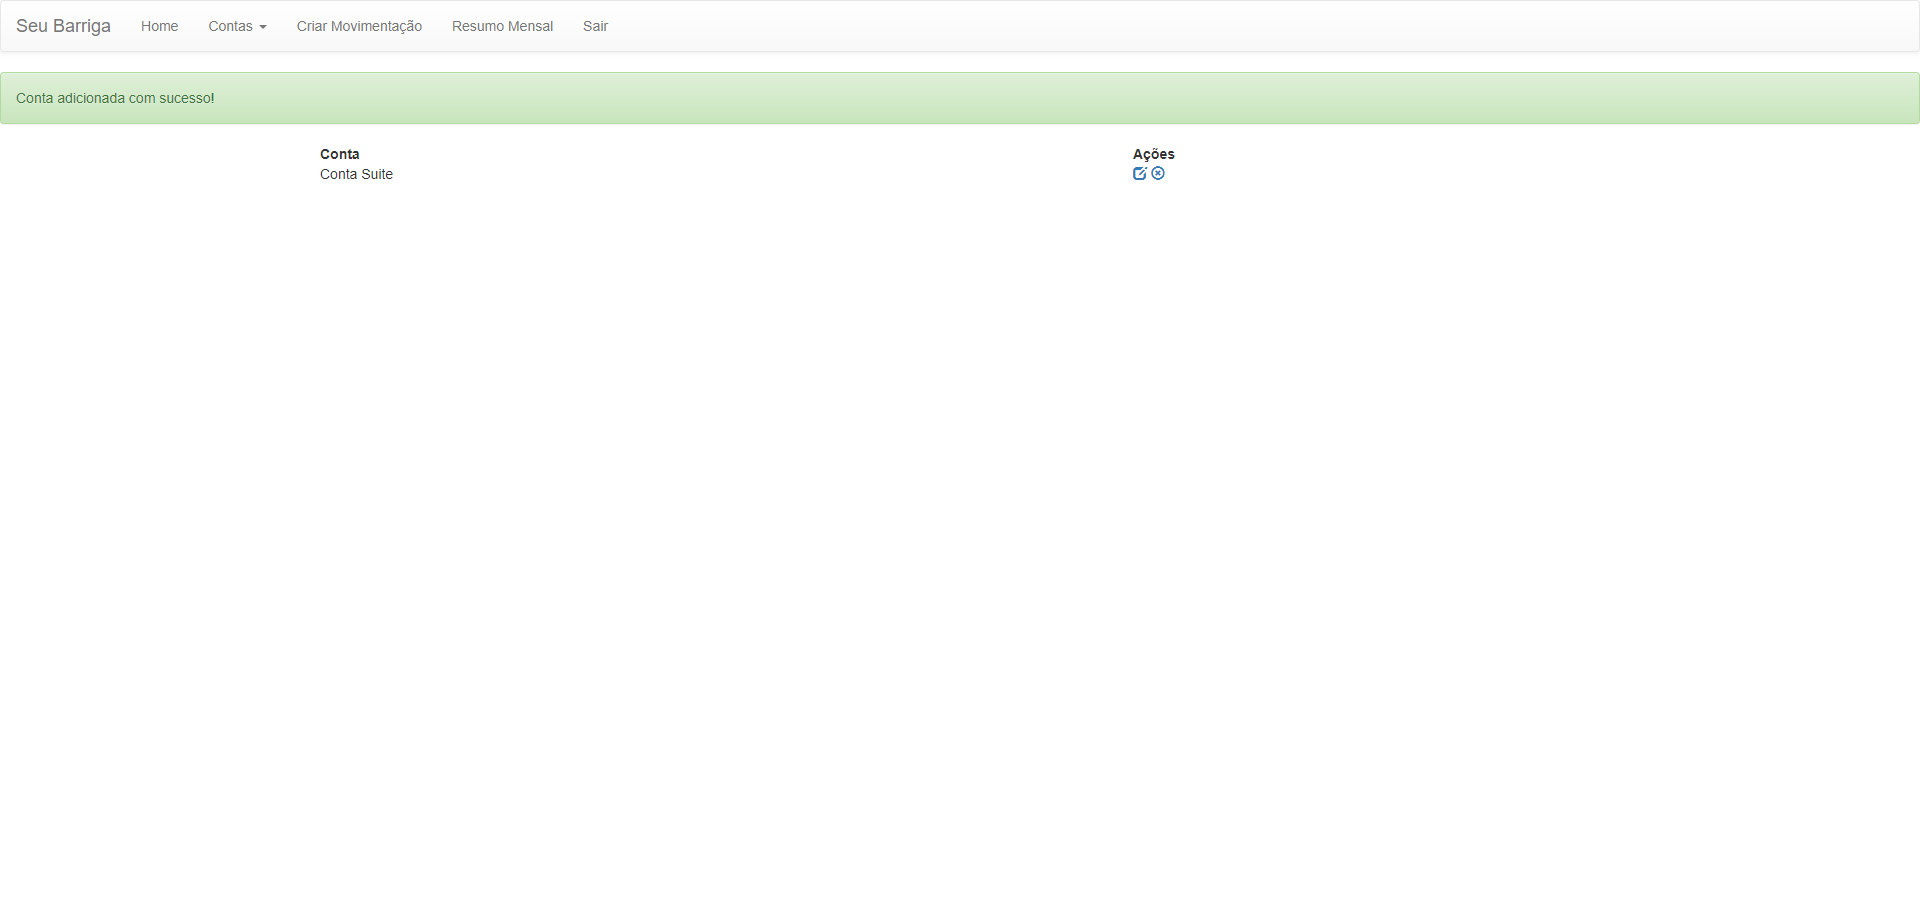 Seu Barriga Home Contas Criar Movimentação Resumo Mensal Sair
Conta adicionada com sucesso!
Conta Ações
Conta Suite